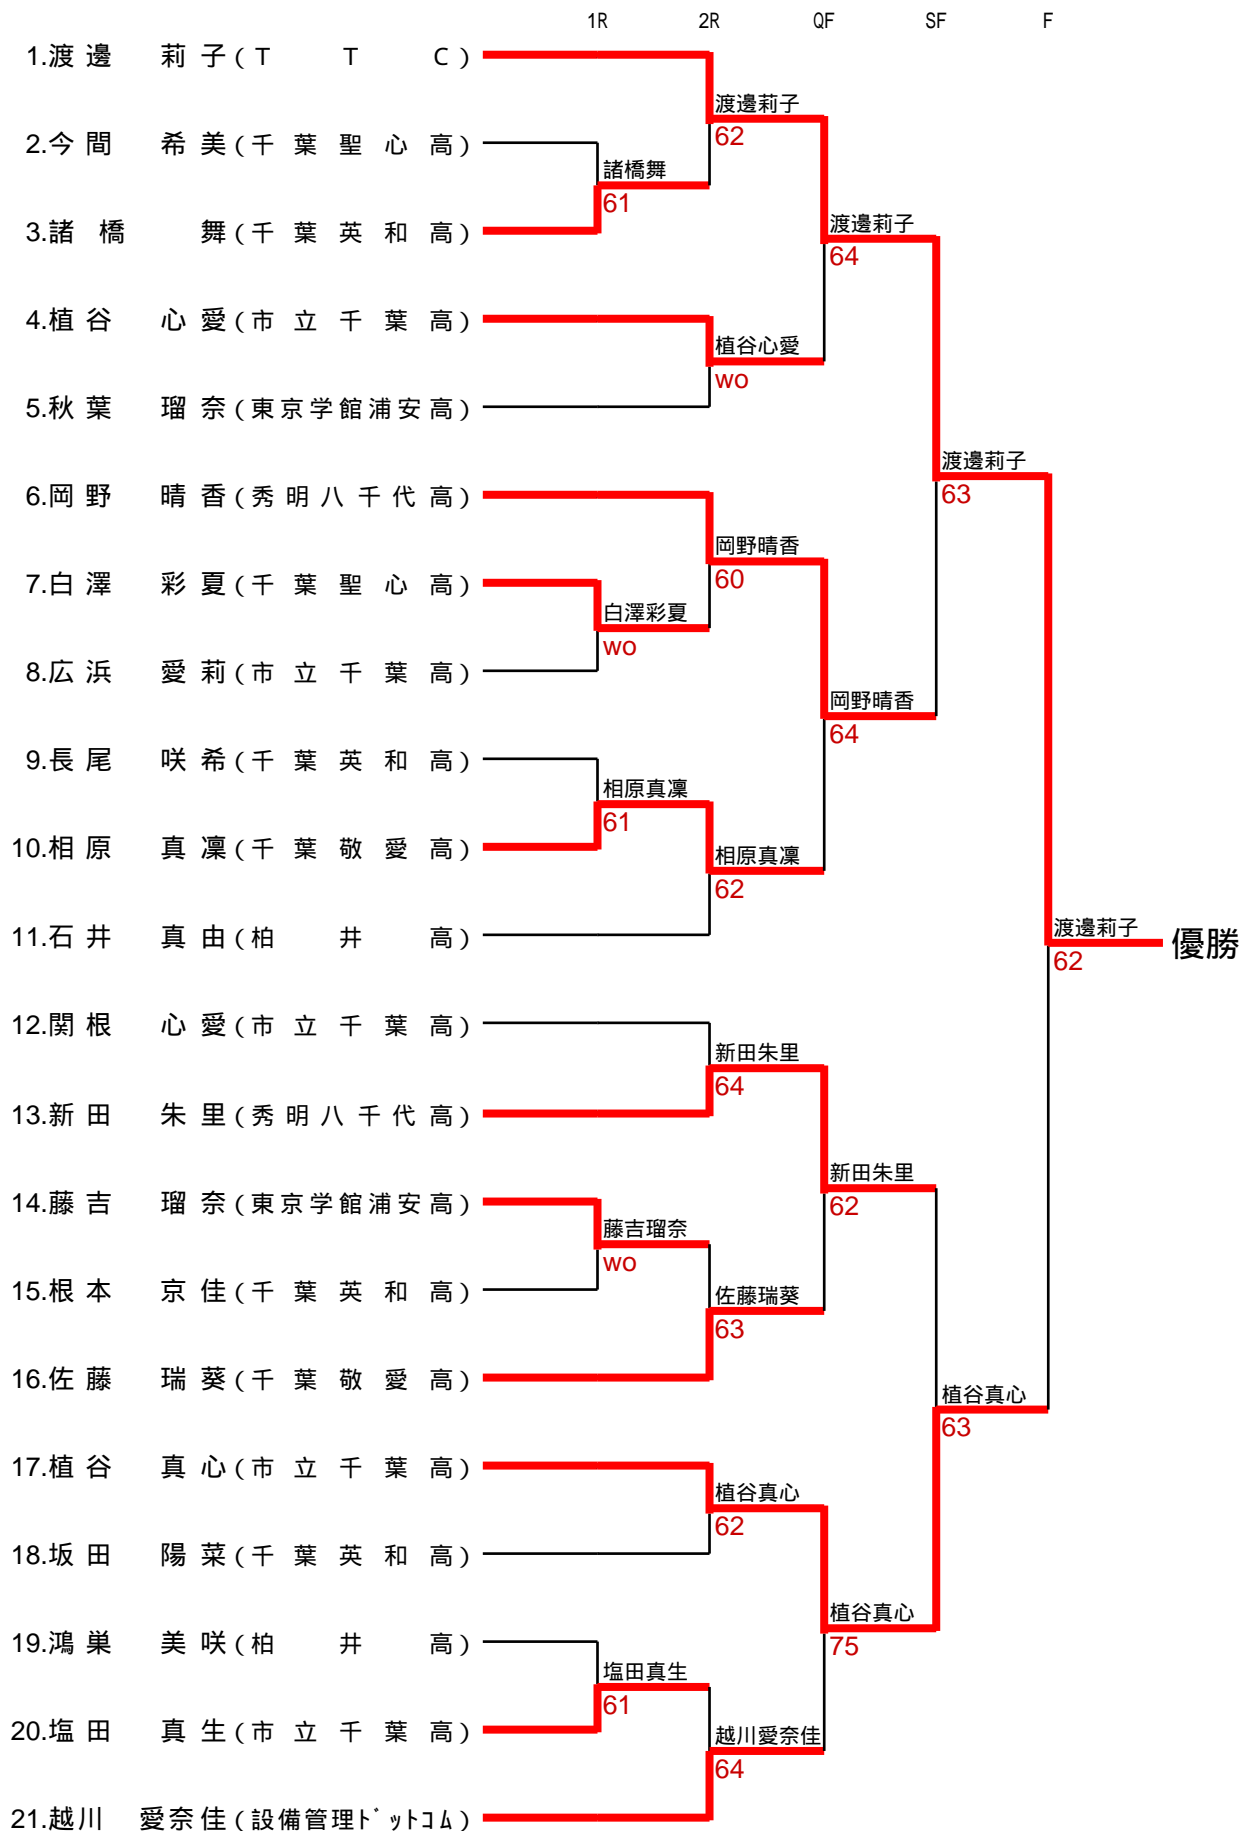 1R 2R QF SF F
1.渡邊 莉子(T T C)
渡邊莉子
62
2.今間 希美(千葉聖心高)
諸橋舞
61
3.諸橋 舞(千葉英和高)
渡邊莉子
64
4.植谷 心愛(市立千葉高)
植谷心愛
wo
5.秋葉 瑠奈(東京学館浦安高)
渡邊莉子
63
6.岡野 晴香(秀明八千代高)
岡野晴香
60
7.白澤 彩夏(千葉聖心高)
白澤彩夏
wo
8.広浜 愛莉(市立千葉高)
岡野晴香
64
9.長尾 咲希(千葉英和高)
相原真凜
61
10.相原 真凜(千葉敬愛高)
相原真凜
62
11.石井 真由(柏井高)
渡邊莉子
62
優勝
12.関根 心愛(市立千葉高)
新田朱里
64
13.新田 朱里(秀明八千代高)
新田朱里
62
14.藤吉 瑠奈(東京学館浦安高)
藤吉瑠奈
wo
15.根本 京佳(千葉英和高)
佐藤瑞葵
63
16.佐藤 瑞葵(千葉敬愛高)
植谷真心
63
17.植谷 真心(市立千葉高)
植谷真心
62
18.坂田 陽菜(千葉英和高)
植谷真心
75
19.鴻巣 美咲(柏井高)
塩田真生
61
20.塩田 真生(市立千葉高)
越川愛奈佳
64
21.越川 愛奈佳(設備管理ﾄﾞｯﾄｺﾑ)